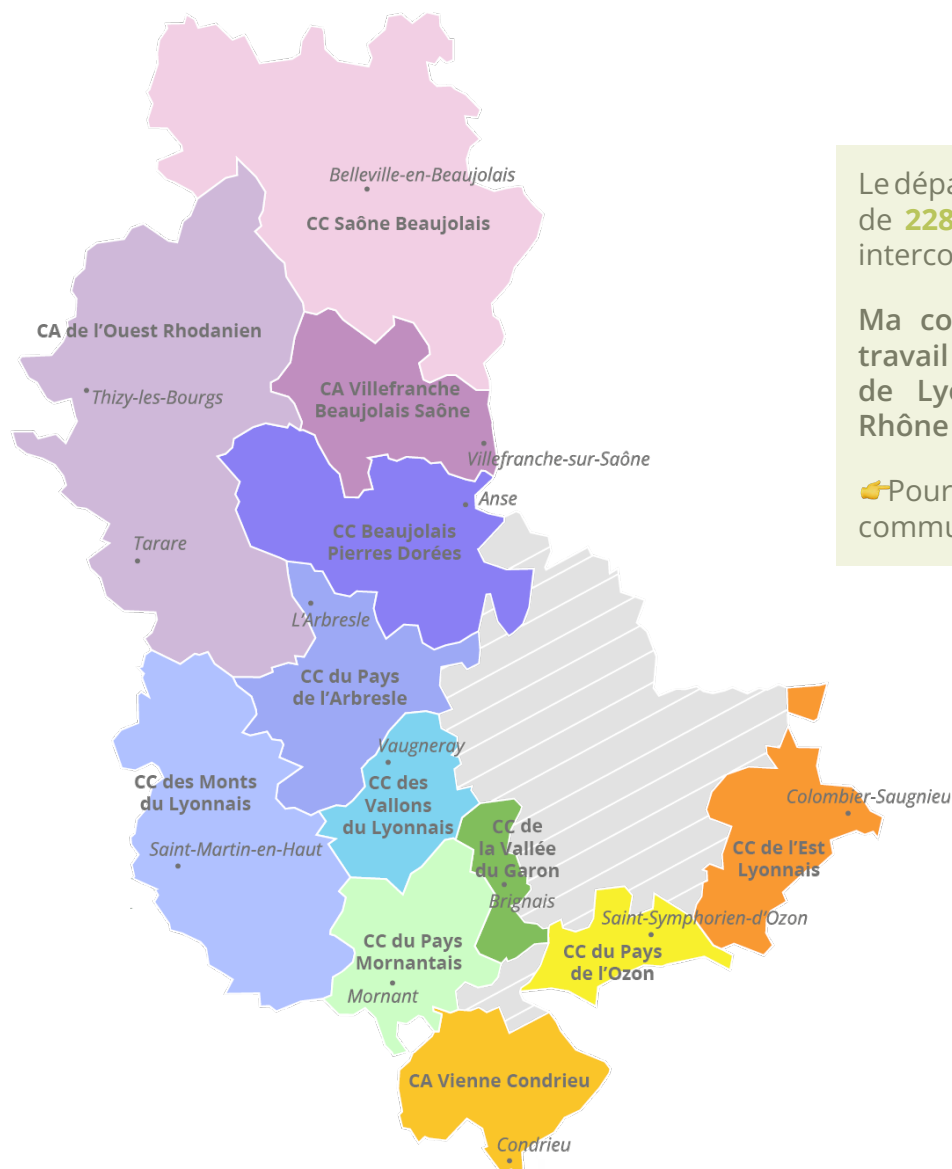 Belleville-en-Beaujolais
CC Saône Beaujolais
CA de l’Ouest Rhodanien
Thizy-les-Bourgs
CA Villefranche
Beaujolais Saône
Villefranche-sur-Saône
Anse
CC Beaujolais
Pierres Dorées
Tarare
L’Arbresle
CC du Pays
de l’Arbresle
Vaugneray
CC des
Vallons
du Lyonnais
CC des Monts
du Lyonnais
Saint-Martin-en-Haut
CC de
la Vallée
du Garon
Brignais
Colombier-Saugnieu
CC de l’Est
Lyonnais
Saint-Symphorien-d’Ozon
CC du Pays
de l’Ozon
CC du Pays
Mornantais
Mornant
CA Vienne Condrieu
Condrieu
Le dépa
de 228
interco
Ma co
travail
de Lyo
Rhône
Pour
commu